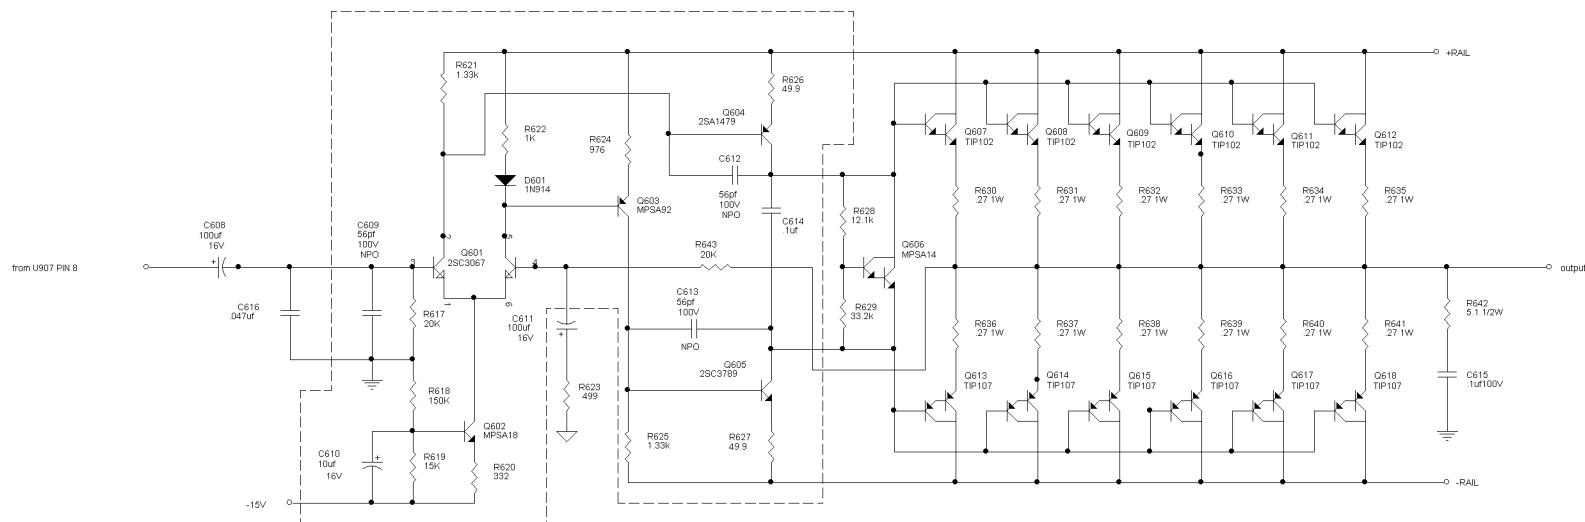 R621
1.33k
+RAIL
R626
49.9
Q604
2SA1479
R622
1K
R624
976
Q607
TIP102
Q608
TIP102
Q609
TIP102
Q610
TIP102
Q611
TIP102
Q612
TIP102
C612
56pf
100V
NPO
D601
1N914
Q603
MPSA92
R630
.27 1W
R631
.27 1W
R632
.27 1W
R633
.27 1W
R634
.27 1W
R635
.27 1W
R628
12.1k
C614
.1uf
C608
100uf
16V
C609
56pf
100V
NPO
2
5
Q601
2SC3067
R643
20K
Q606
MPSA14
from U907 PIN 8
+
3
4
output
1
6
C616
.047uf
R617
20K
C611
100uf
16V
+
C613
56pf
100V
NPO
R629
33.2k
R642
5.1 1/2W
R636
.27 1W
R637
.27 1W
R638
.27 1W
R639
.27 1W
R640
.27 1W
R641
.27 1W
Q605
2SC3789
Q613
TIP107
Q614
TIP107
Q615
TIP107
Q616
TIP107
Q617
TIP107
Q618
TIP107
C615
.1uf100V
R618
150K
R623
499
Q602
MPSA18
R625
1.33k
R627
49.9
C610
10uf
16V
+
R619
15K
R620
332
-15V
-RAIL